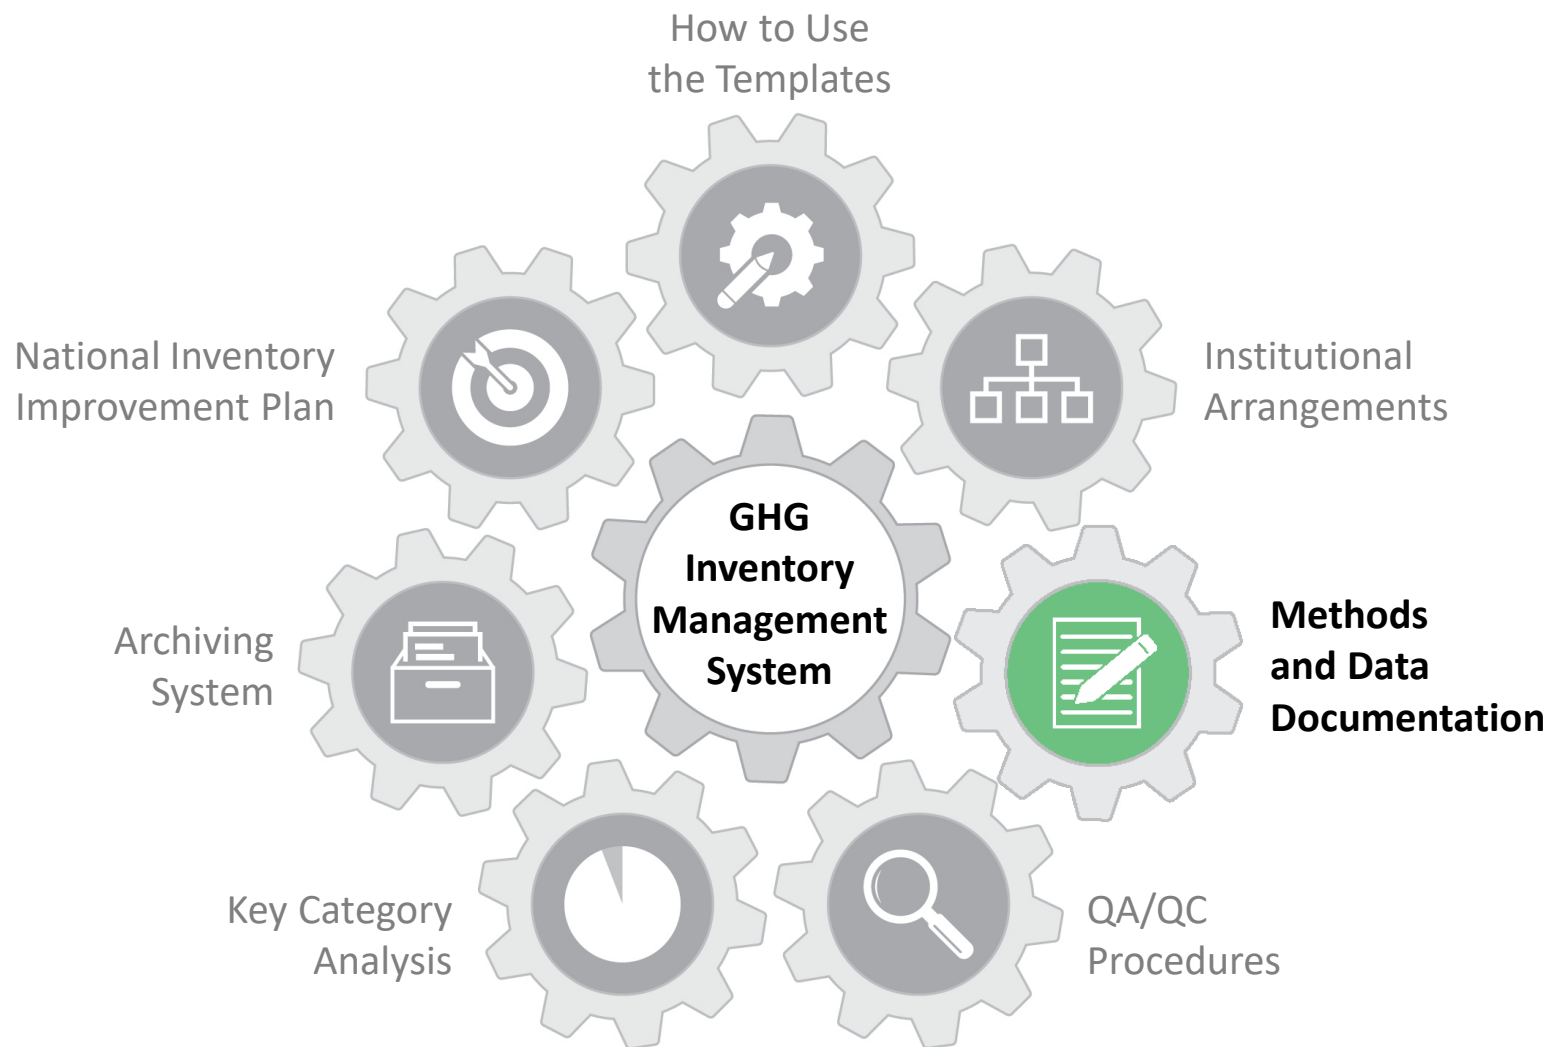 How to Use
the Templates
National Inventory
Improvement Plan
Institutional
Arrangements
GHG
Inventory
Management
System
Methods
and Data
Documentation
Archiving
System
Key Category
Analysis
QA/QC
Procedures